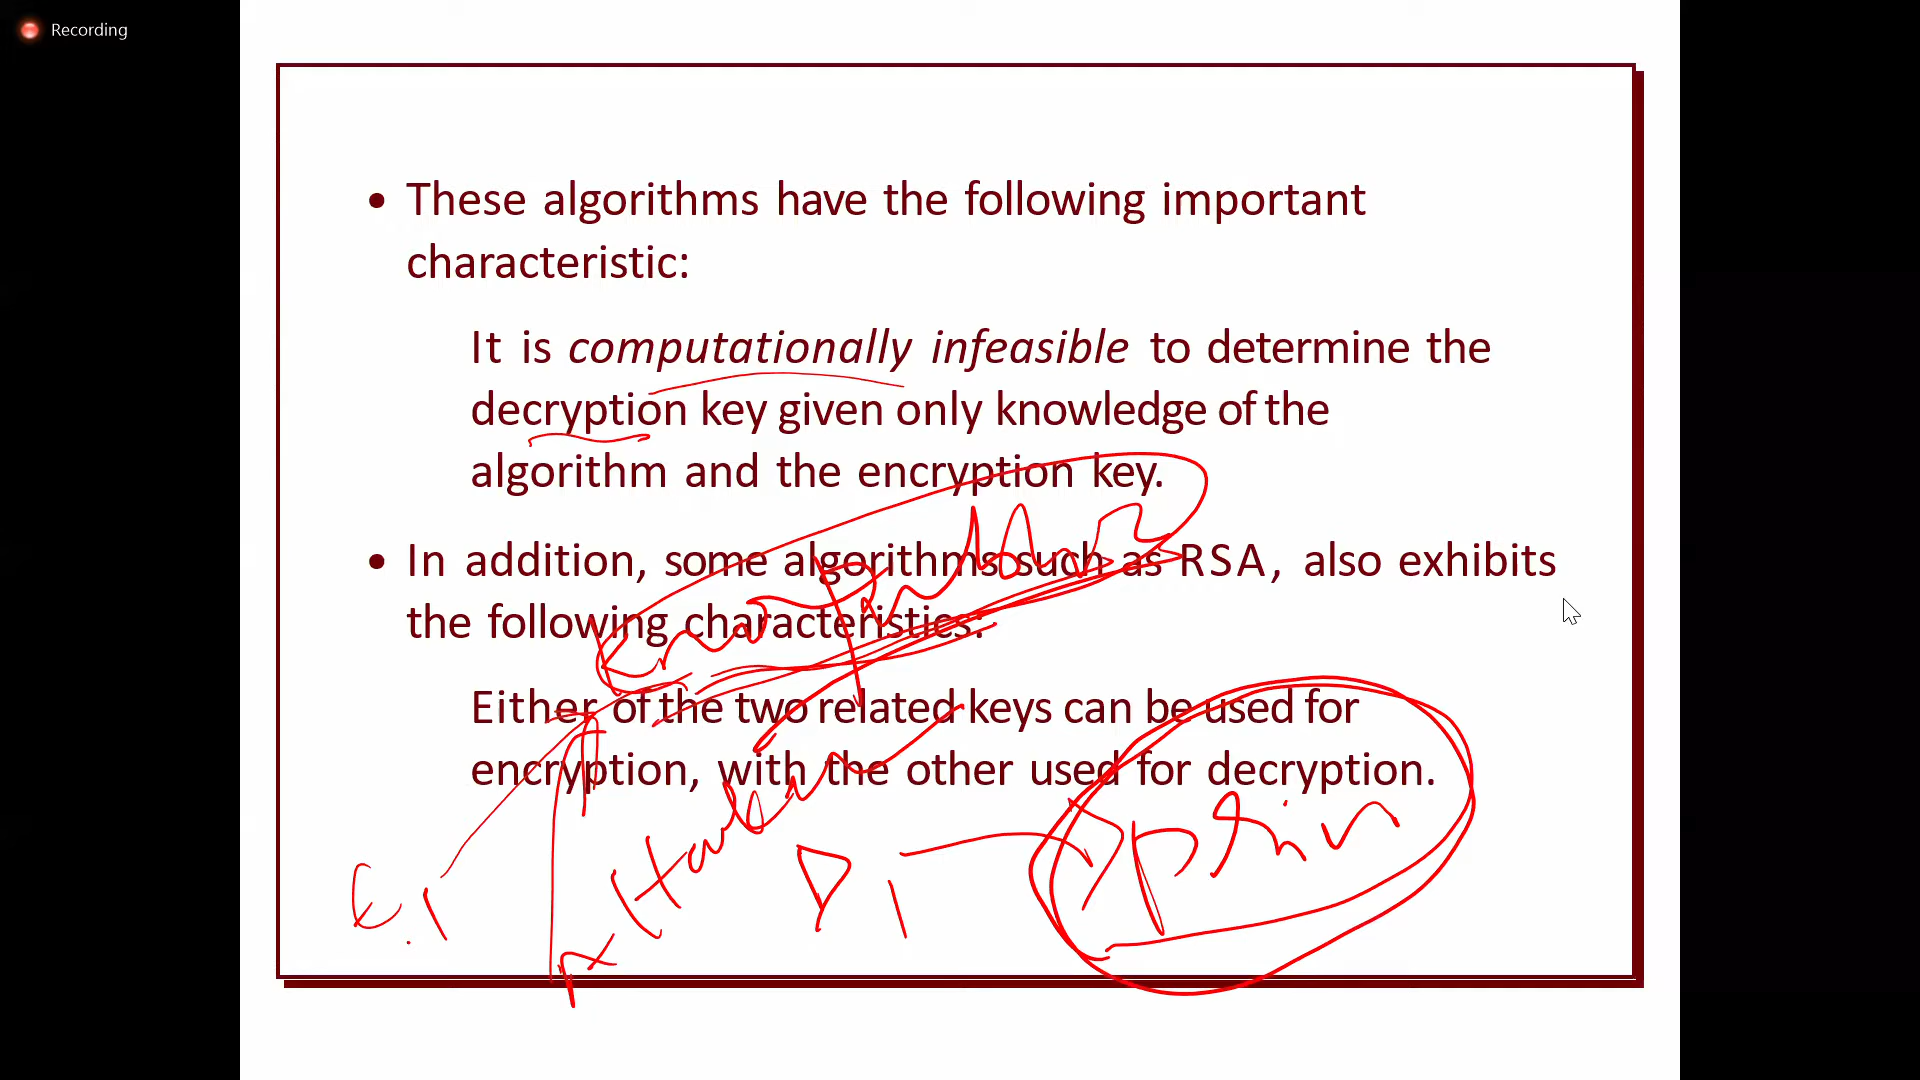 Recording
• These algorithms have the following important
characteristic:
It is computationally infeasible to determine the
decryption key given only knowledge of the
algorithm and the encryption key.
• In addition, some algorithms such as RSA, also exhibits
the following characteristics:
Either of the two related keys can be used for
encryption, with the other used for decryption.